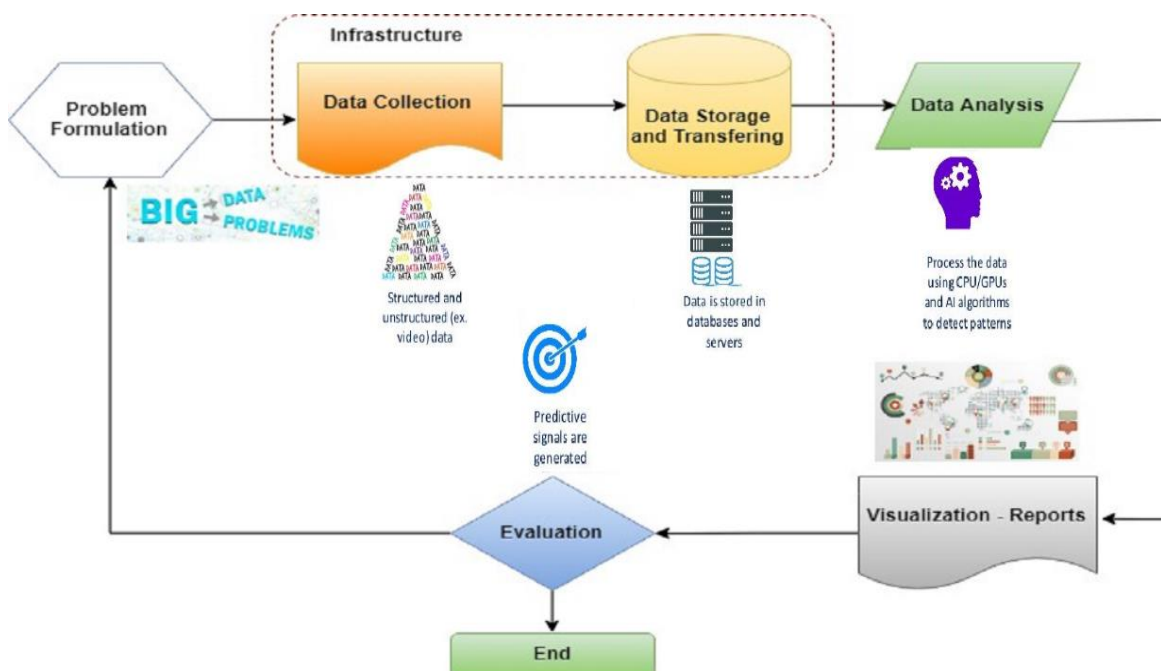 Infrastructure
Problem
Formulation
Data Collection
Data Storage
and Transfering
Data Analysis
BIG
DATA
PROBLEMS
DATA
Structured and
unstructured (ex.
video) data
Data is stored in
databases and
servers
Process the data
using CPU/GPUs
and AI algorithms
to detect patterns
Predictive
signals are
generated
Evaluation
Visualization - Reports
End